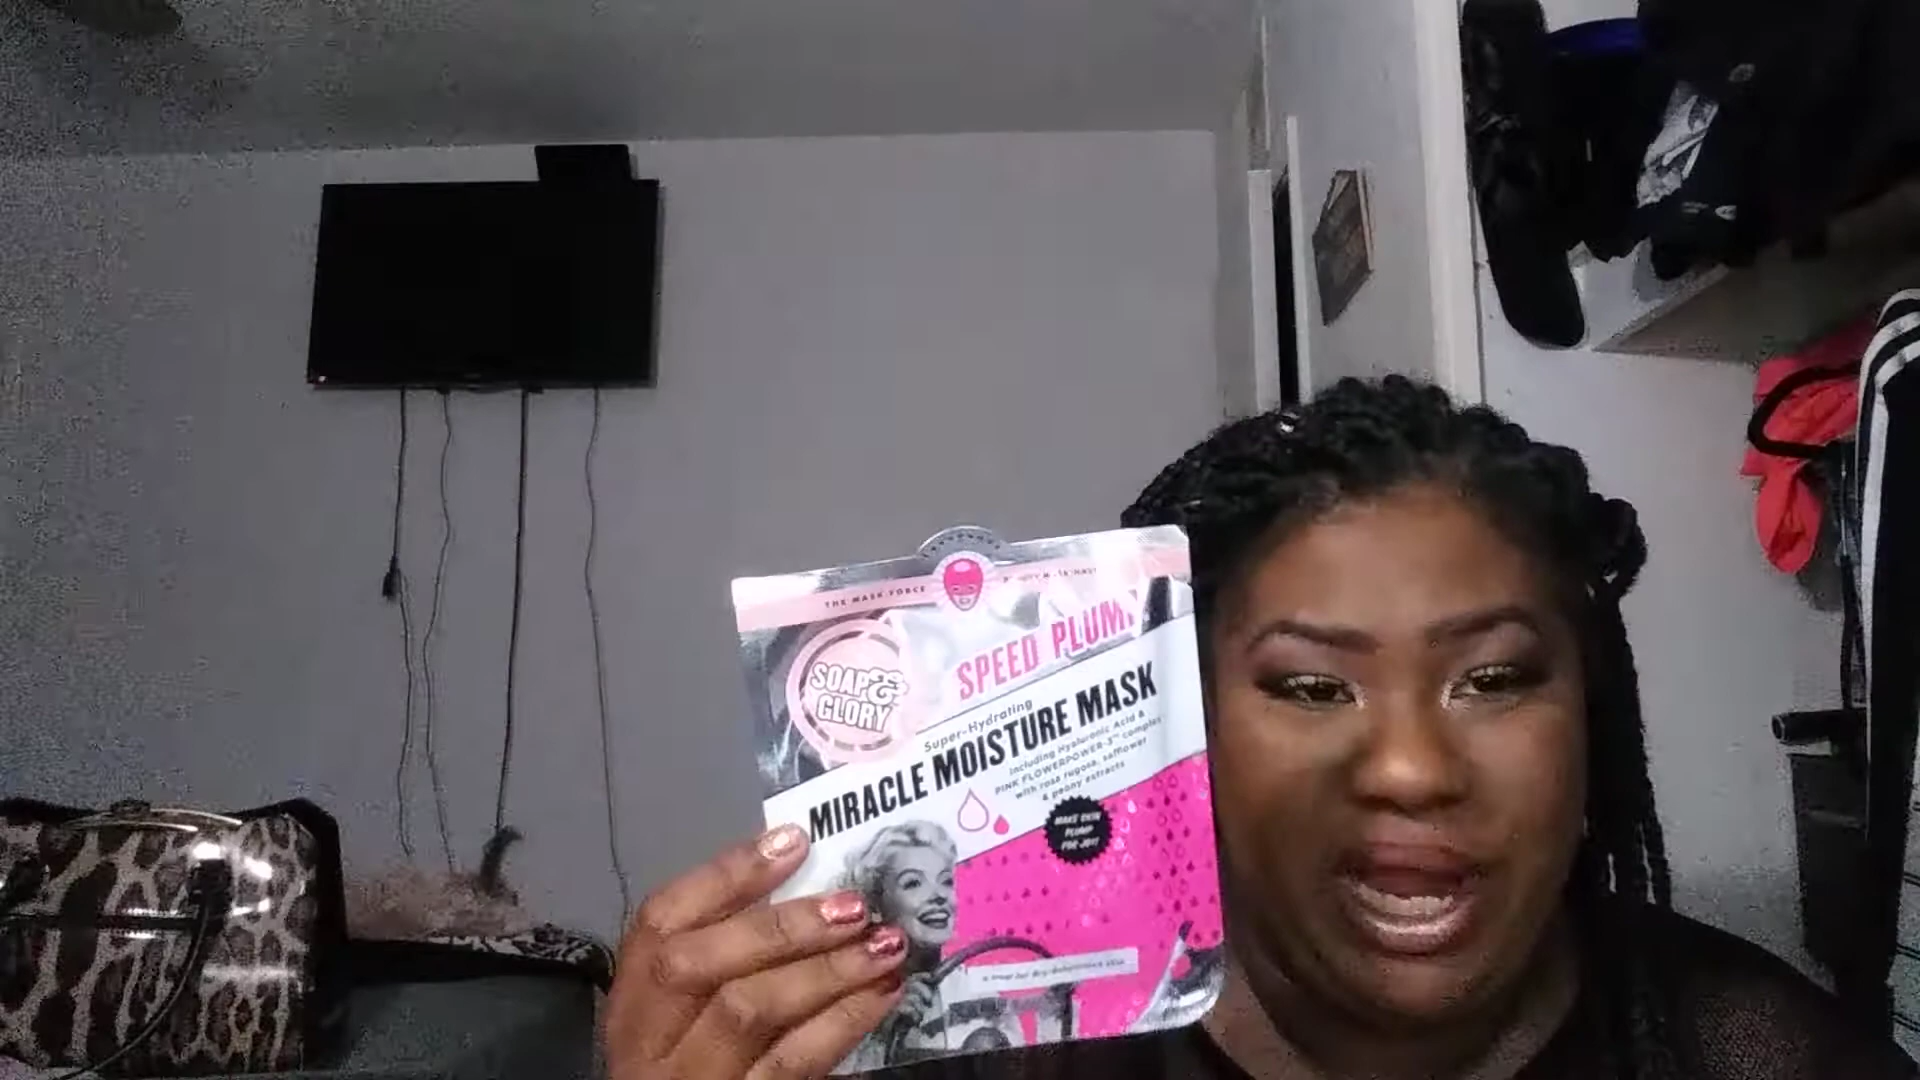 THE MASK FORCE
SOAP &
GLORY
SPEED PLUMP
Super-Hydrating
MIRACLE MOISTURE MASK
including Hyaluronic Acid &
PINK FLOWERPOWER-3™ complex
with rosa rugosa, safflower
& peony extracts
MAKE SKIN
PLUMP
FOR JOY!